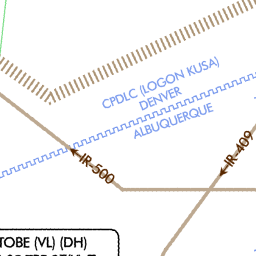 CPDLC (LOGON KUSA)
DENVER
ALBUQUERQUE
IR-409
IR-500
TOBE (VL) (DH)